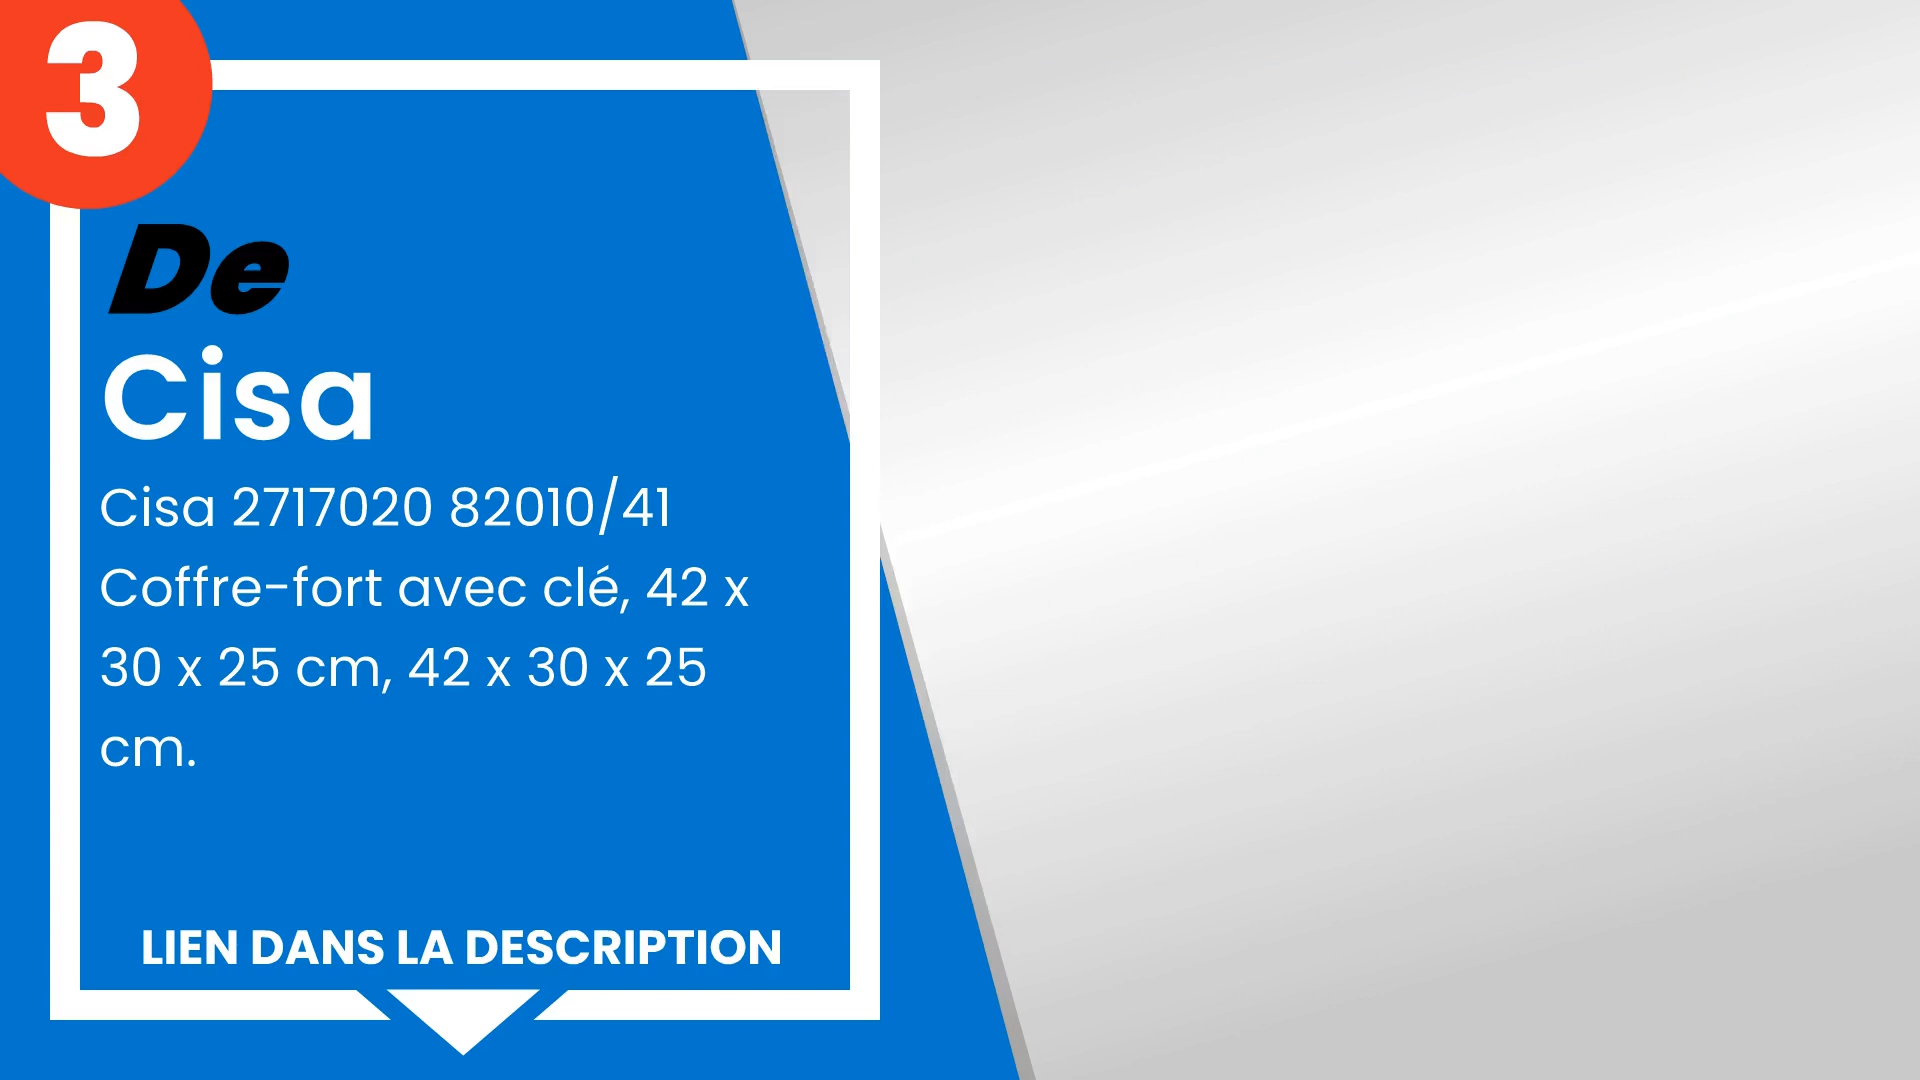 3
De
Cisa
Cisa 2717020 82010/41
Coffre-fort avec clé, 42 x
30 x 25 cm, 42 x 30 x 25
cm.
LIEN DANS LA DESCRIPTION